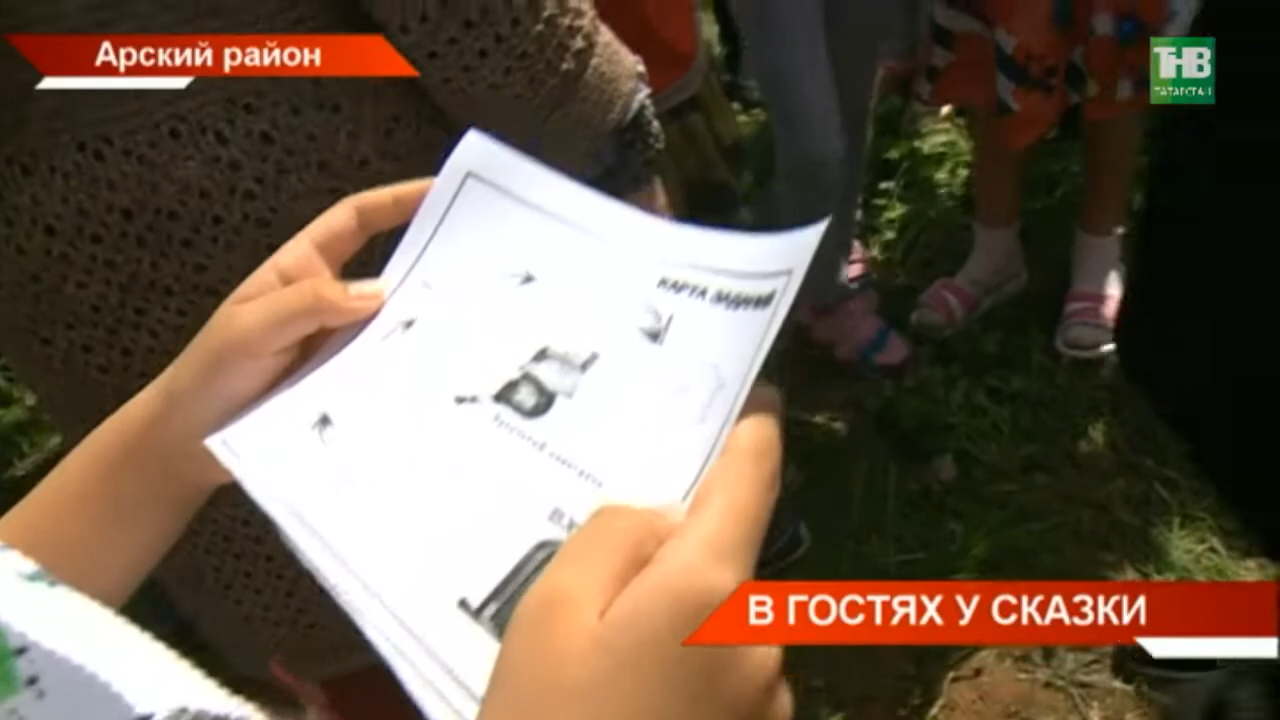 Арский район
ТНВ
ТАТАРСТАН
КАРТА ЗАДАНИЙ
В ГОСТЯХ У СКАЗКИ